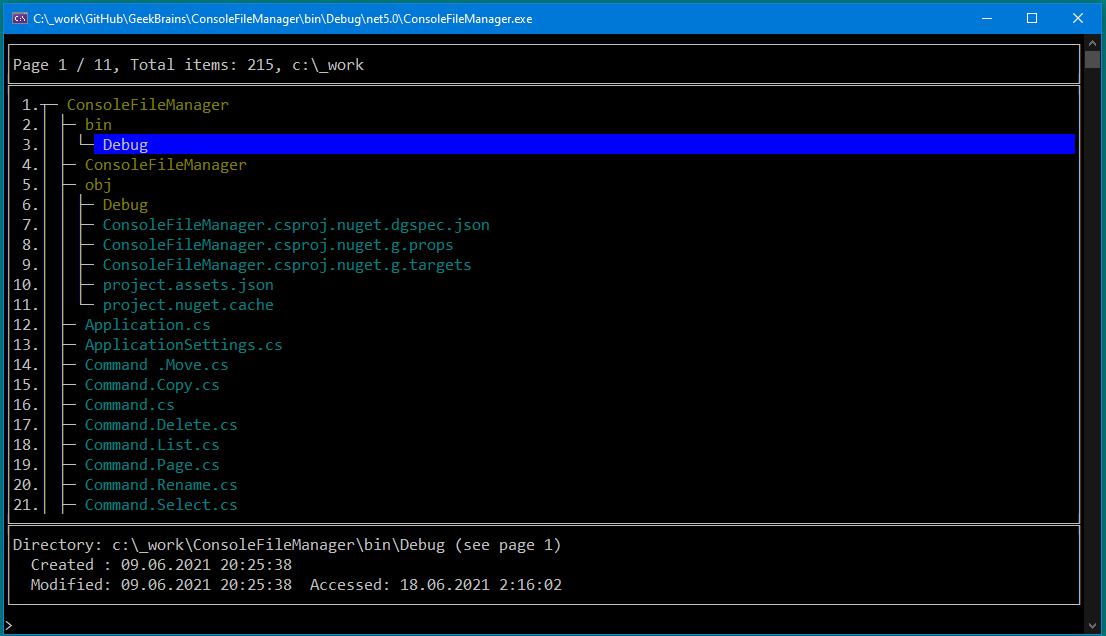 C:\_work\GitHub\GeekBrains\ConsoleFileManager\bin\Debug\net5.0\ConsoleFileManager.exe
Page 1 / 11, Total items: 215, c:\_work
1. ConsoleFileManager
2. bin
3. Debug
4. ConsoleFileManager
5. obj
6. Debug
7. ConsoleFileManager.csproj.nuget.dgspec.json
8. ConsoleFileManager.csproj.nuget.g.props
9. ConsoleFileManager.csproj.nuget.g.targets
10. project.assets.json
11. project.nuget.cache
12. Application.cs
13. ApplicationSettings.cs
14. Command .Move.cs
15. Command.Copy.cs
16. Command.cs
17. Command.Delete.cs
18. Command.List.cs
19. Command.Page.cs
20. Command.Rename.cs
21. Command.Select.cs
Directory: c:\_work\ConsoleFileManager\bin\Debug (see page 1)
Created : 09.06.2021 20:25:38
Modified: 09.06.2021 20:25:38 Accessed: 18.06.2021 2:16:02
>